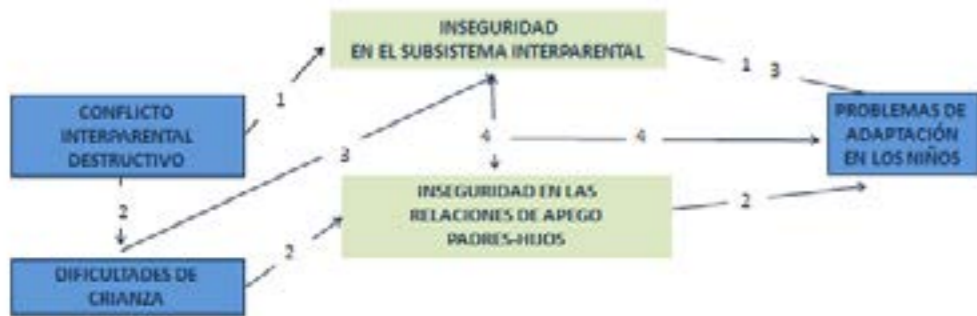 INSEGURIDAD
EN EL SUBSISTEMA INTERPARENTAL
1
3
1
CONFLICTO
INTERPARENTAL
DESTRUCTIVO
PROBLEMAS DE
ADAPTACIÓN
EN LOS NIÑOS
4
4
3
2
INSEGURIDAD EN LAS
RELACIONES DE APEGO
PADRES-HIJOS
2
2
DIFICULTADES DE
CRIANZA